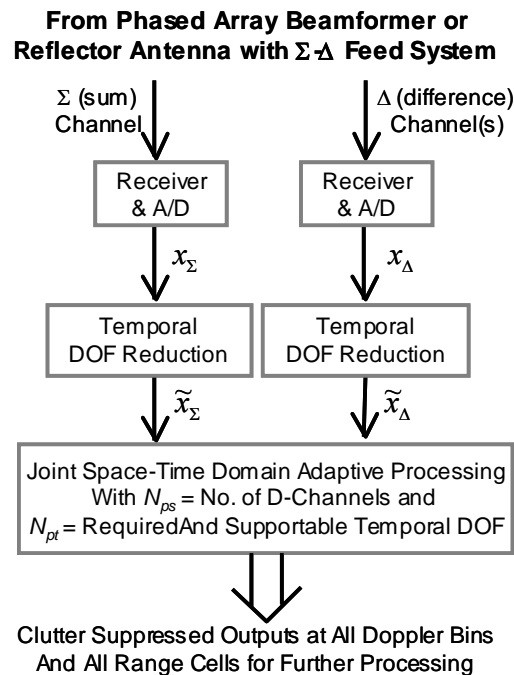 From Phased Array Beamformer or
Reflector Antenna with Σ-Δ Feed System
Σ (sum)
Channel
Δ (difference)
Channel(s)
Receiver
& A/D
Receiver
& A/D
x_Σ
x_Δ
Temporal
DOF Reduction
Temporal
DOF Reduction
x̃_Σ
x̃_Δ
Joint Space-Time Domain Adaptive Processing
With N_ps = No. of D-Channels and
N_pt = RequiredAnd Supportable Temporal DOF
Clutter Suppressed Outputs at All Doppler Bins
And All Range Cells for Further Processing